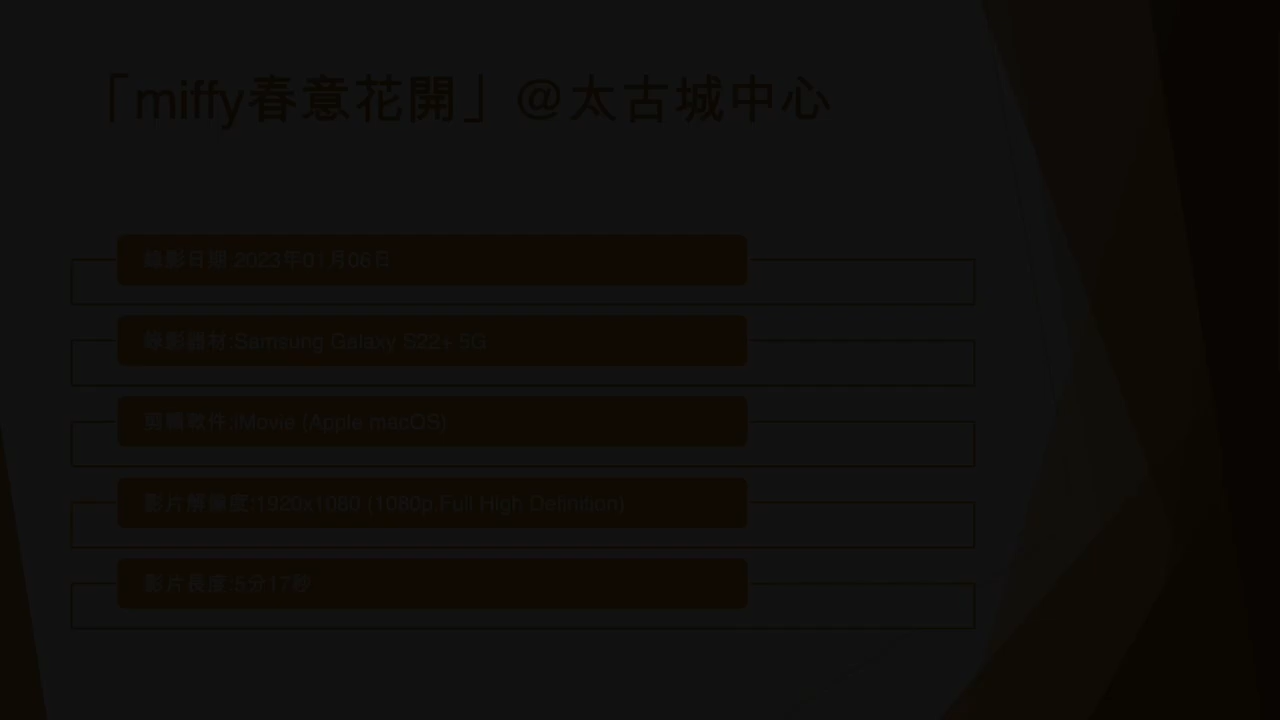 「miffy春意花開」@太古城中心
錄影日期:2023年01月06日
錄影器材:Samsung Galaxy S22+ 5G
剪輯軟件:iMovie (Apple macOS)
影片解像度:1920x1080 (1080p,Full High Definition)
影片長度:5分17秒